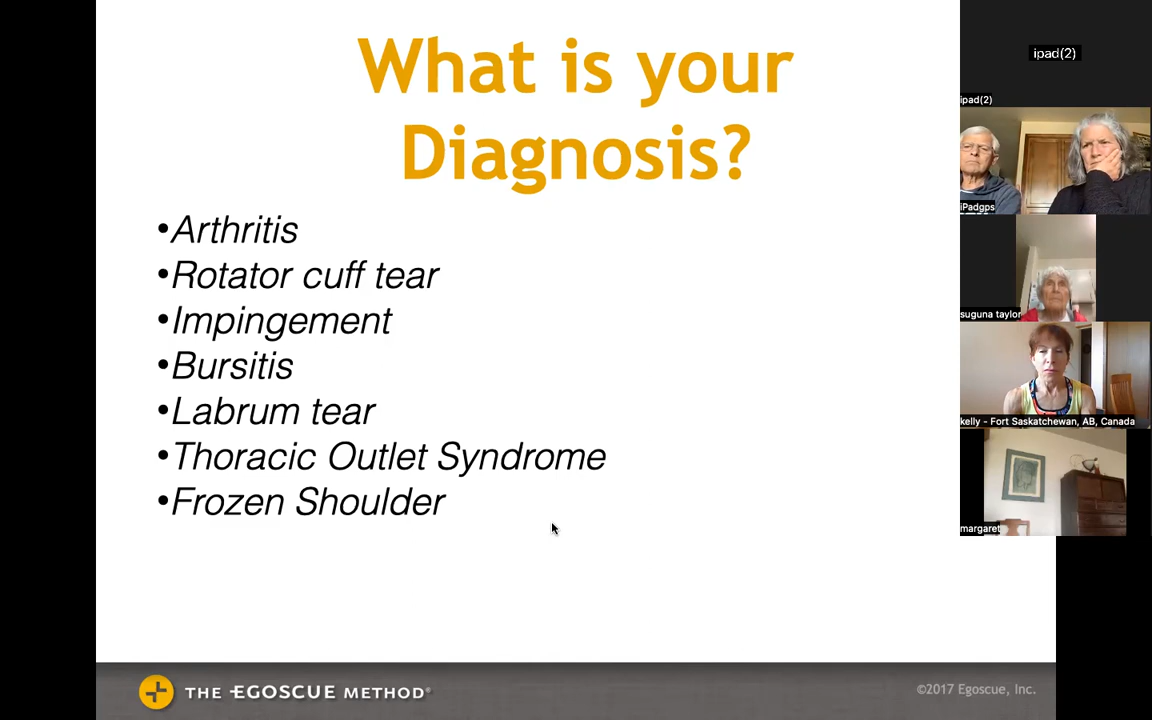 What is your
Diagnosis?
•Arthritis
•Rotator cuff tear
•Impingement
•Bursitis
•Labrum tear
•Thoracic Outlet Syndrome
•Frozen Shoulder
THE EGOSCUE METHOD®
©2017 Egoscue, Inc.
ipad(2)
ipad(2)
iPadgps
suguna taylor
kelly - Fort Saskatchewan, AB, Canada
margaret